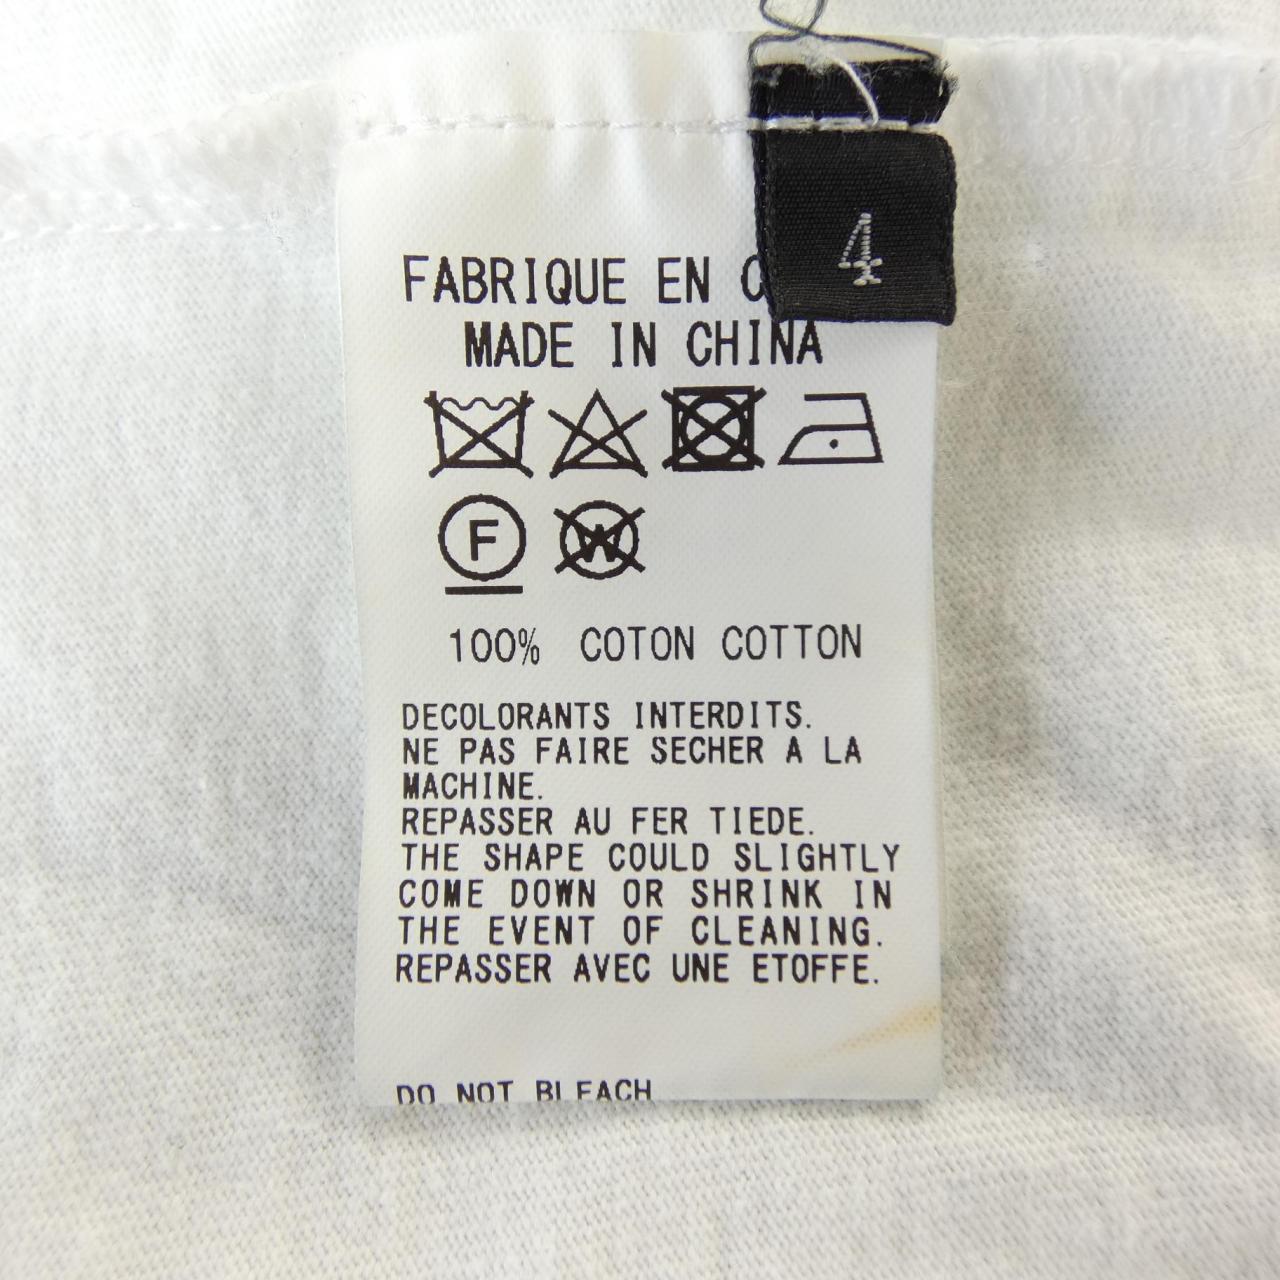 4
FABRIQUE EN
MADE IN CHINA
F
W
100% COTON COTTON
DECOLORANTS INTERDITS.
NE PAS FAIRE SECHER A LA
MACHINE.
REPASSER AU FER TIEDE.
THE SHAPE COULD SLIGHTLY
COME DOWN OR SHRINK IN
THE EVENT OF CLEANING.
REPASSER AVEC UNE ETOFFE.
DO NOT BLEACH